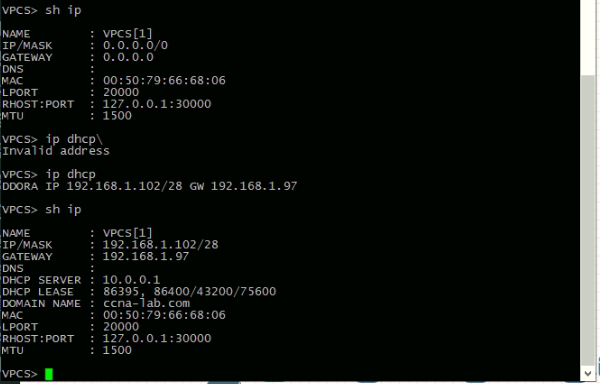 VPCS> sh ip
NAME : VPCS[1]
IP/MASK : 0.0.0.0/0
GATEWAY : 0.0.0.0
DNS :
MAC : 00:50:79:66:68:06
LPORT : 20000
RHOST:PORT : 127.0.0.1:30000
MTU : 1500
VPCS> ip dhcp\
Invalid address
VPCS> ip dhcp
DDORA IP 192.168.1.102/28 GW 192.168.1.97
VPCS> sh ip
NAME : VPCS[1]
IP/MASK : 192.168.1.102/28
GATEWAY : 192.168.1.97
DNS :
DHCP SERVER : 10.0.0.1
DHCP LEASE : 86395, 86400/43200/75600
DOMAIN NAME : ccna-lab.com
MAC : 00:50:79:66:68:06
LPORT : 20000
RHOST:PORT : 127.0.0.1:30000
MTU : 1500
VPCS>